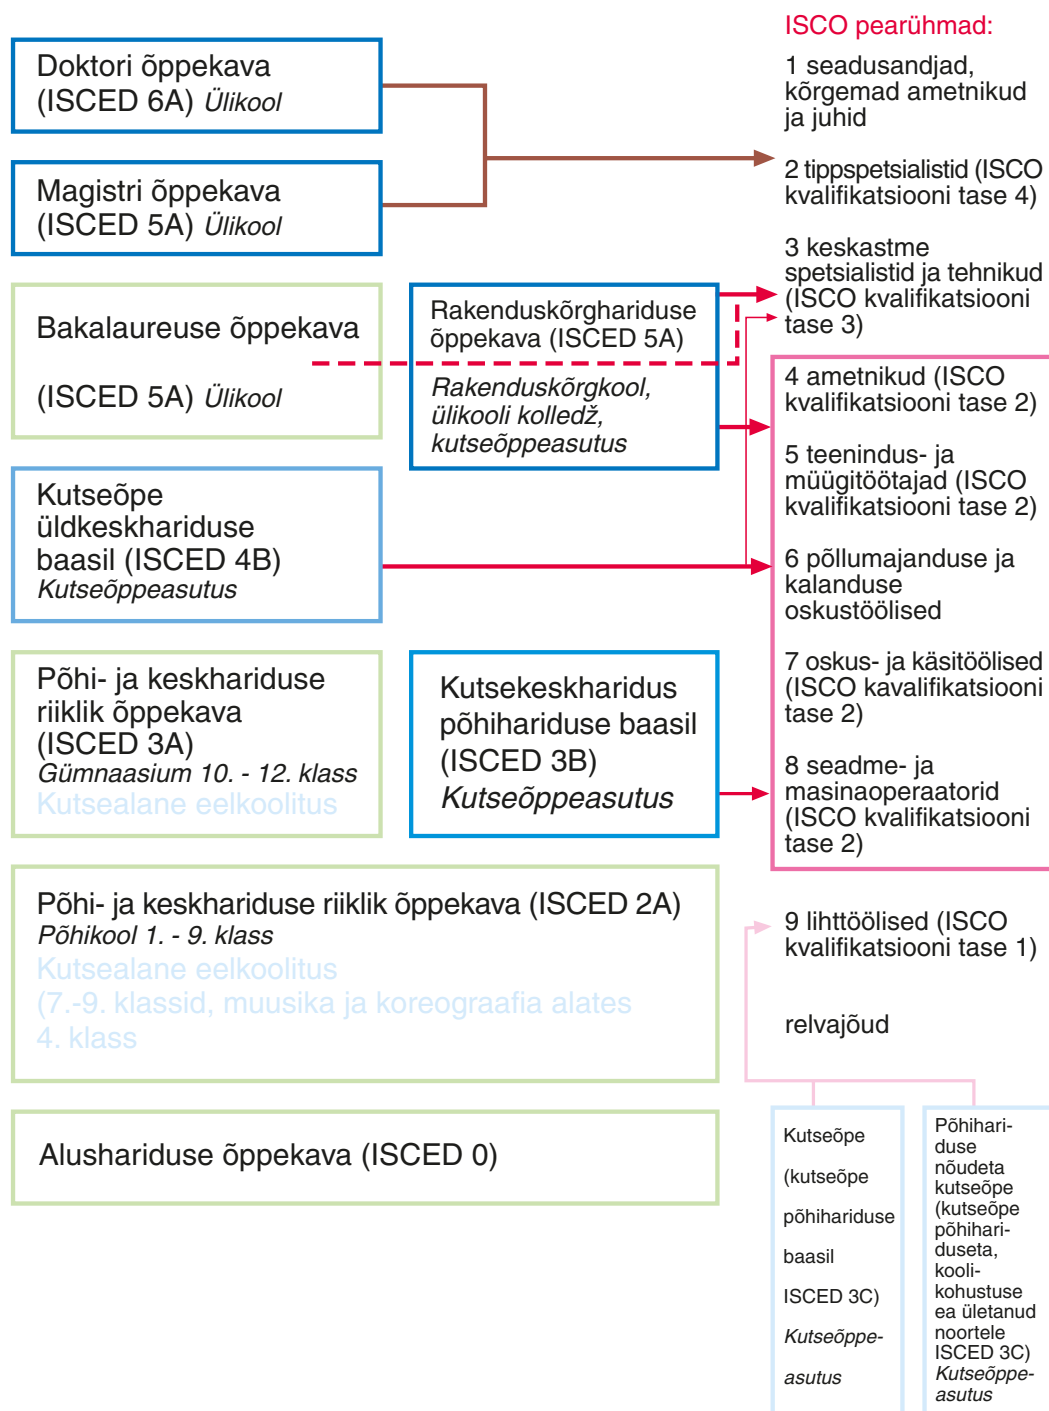 Doktori õppekava
(ISCED 6A) Ülikool
Magistri õppekava
(ISCED 5A) Ülikool
Bakalaureuse õppekava
(ISCED 5A) Ülikool
Rakenduskõrghariduse
õppekava (ISCED 5A)
Rakenduskõrgkool,
ülikooli kolledž,
kutseõppeasutus
Kutseõpe
üldkeskhariduse
baasil (ISCED 4B)
Kutseõppeasutus
Põhi- ja keskhariduse
riiklik õppekava
(ISCED 3A)
Gümnaasium 10. - 12. klass
Kutsealane eelkoolitus
Kutsekeskharidus
põhihariduse baasil
(ISCED 3B)
Kutseõppeasutus
Põhi- ja keskhariduse riiklik õppekava (ISCED 2A)
Põhikool 1. - 9. klass
Kutsealane eelkoolitus
(7.-9. klassid, muusika ja koreograafia alates
4. klass
Alushariduse õppekava (ISCED 0)
ISCO pearühmad:
1 seadusandjad,
kõrgemad ametnikud
ja juhid
2 tippspetsialistid (ISCO
kvalifikatsiooni tase 4)
3 keskastme
spetsialistid ja tehnikud
(ISCO kvalifikatsiooni
tase 3)
4 ametnikud (ISCO
kvalifikatsiooni tase 2)
5 teenindus- ja
müügitöötajad (ISCO
kvalifikatsiooni tase 2)
6 põllumajanduse ja
kalanduse
oskustöölised
7 oskus- ja käsitöölised
(ISCO kavalifikatsiooni
tase 2)
8 seadme- ja
masinaoperaatorid
(ISCO kvalifikatsiooni
tase 2)
9 lihttöölised (ISCO
kvalifikatsiooni tase 1)
relvajõud
Kutseõpe
(kutseõpe
põhihariduse
baasil
ISCED 3C)
Kutseõppe-
asutus
Põhihari-
duse
nõudeta
kutseõpe
(kutseõpe
põhihari-
duseta,
kooli-
kohustuse
ea ületanud
noortele
ISCED 3C)
Kutseõppe-
asutus